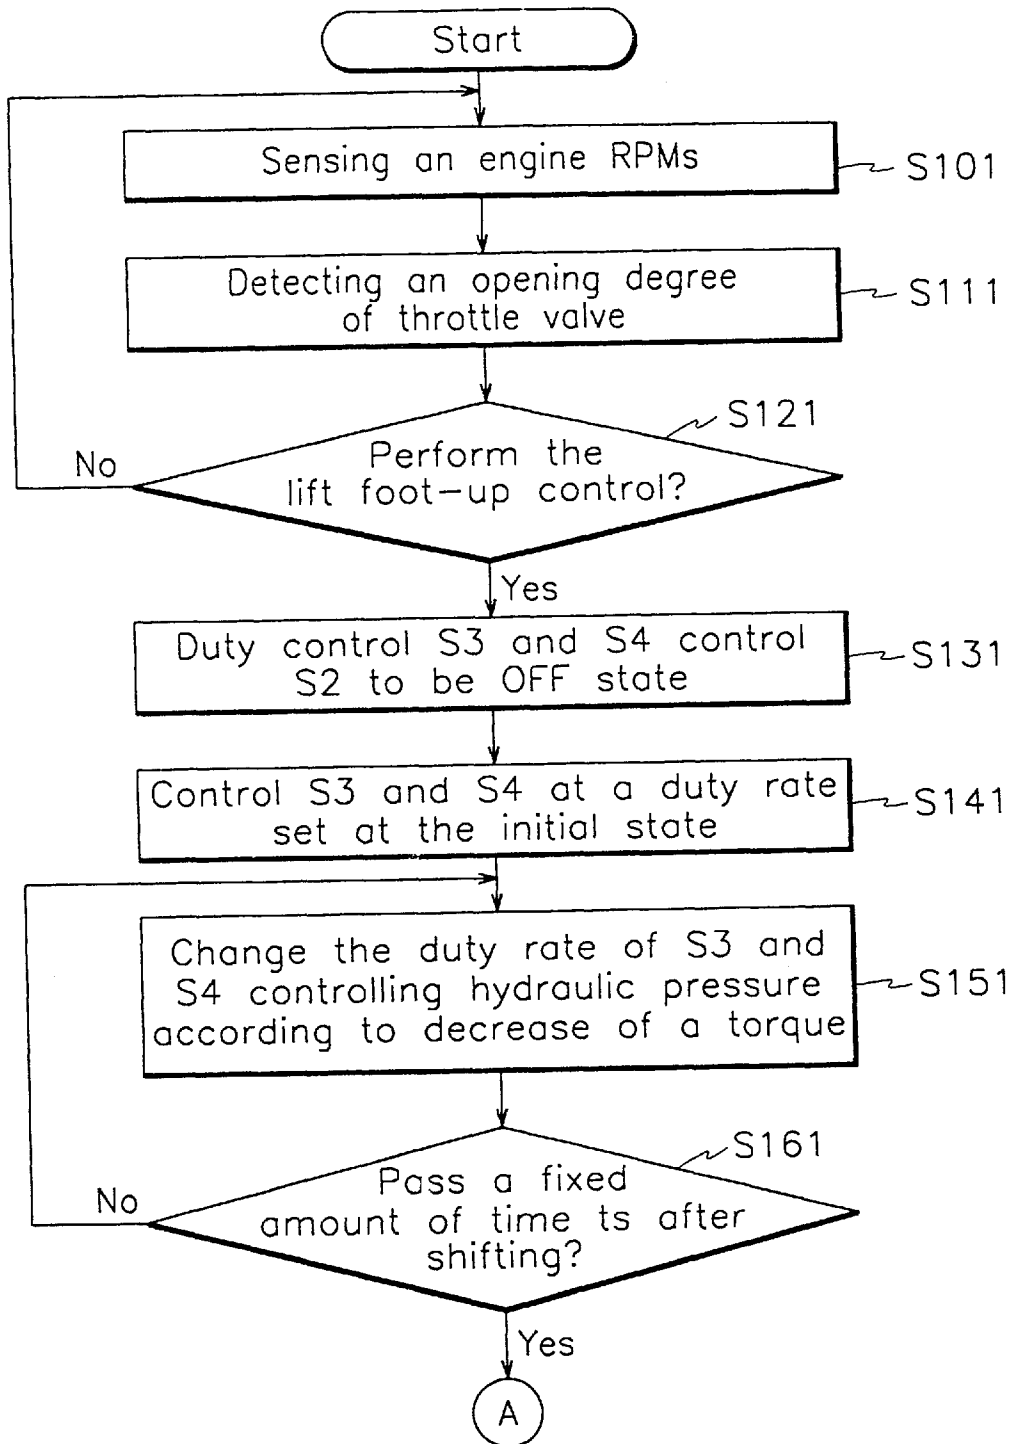 Start
Sensing an engine RPMs
S101
Detecting an opening degree
of throttle valve
S111
S121
Perform the
lift foot-up control?
No
Yes
Duty control S3 and S4 control
S2 to be OFF state
S131
Control S3 and S4 at a duty rate
set at the initial state
S141
Change the duty rate of S3 and
S4 controlling hydraulic pressure
according to decrease of a torque
S151
S161
Pass a fixed
amount of time ts after
shifting?
No
Yes
A